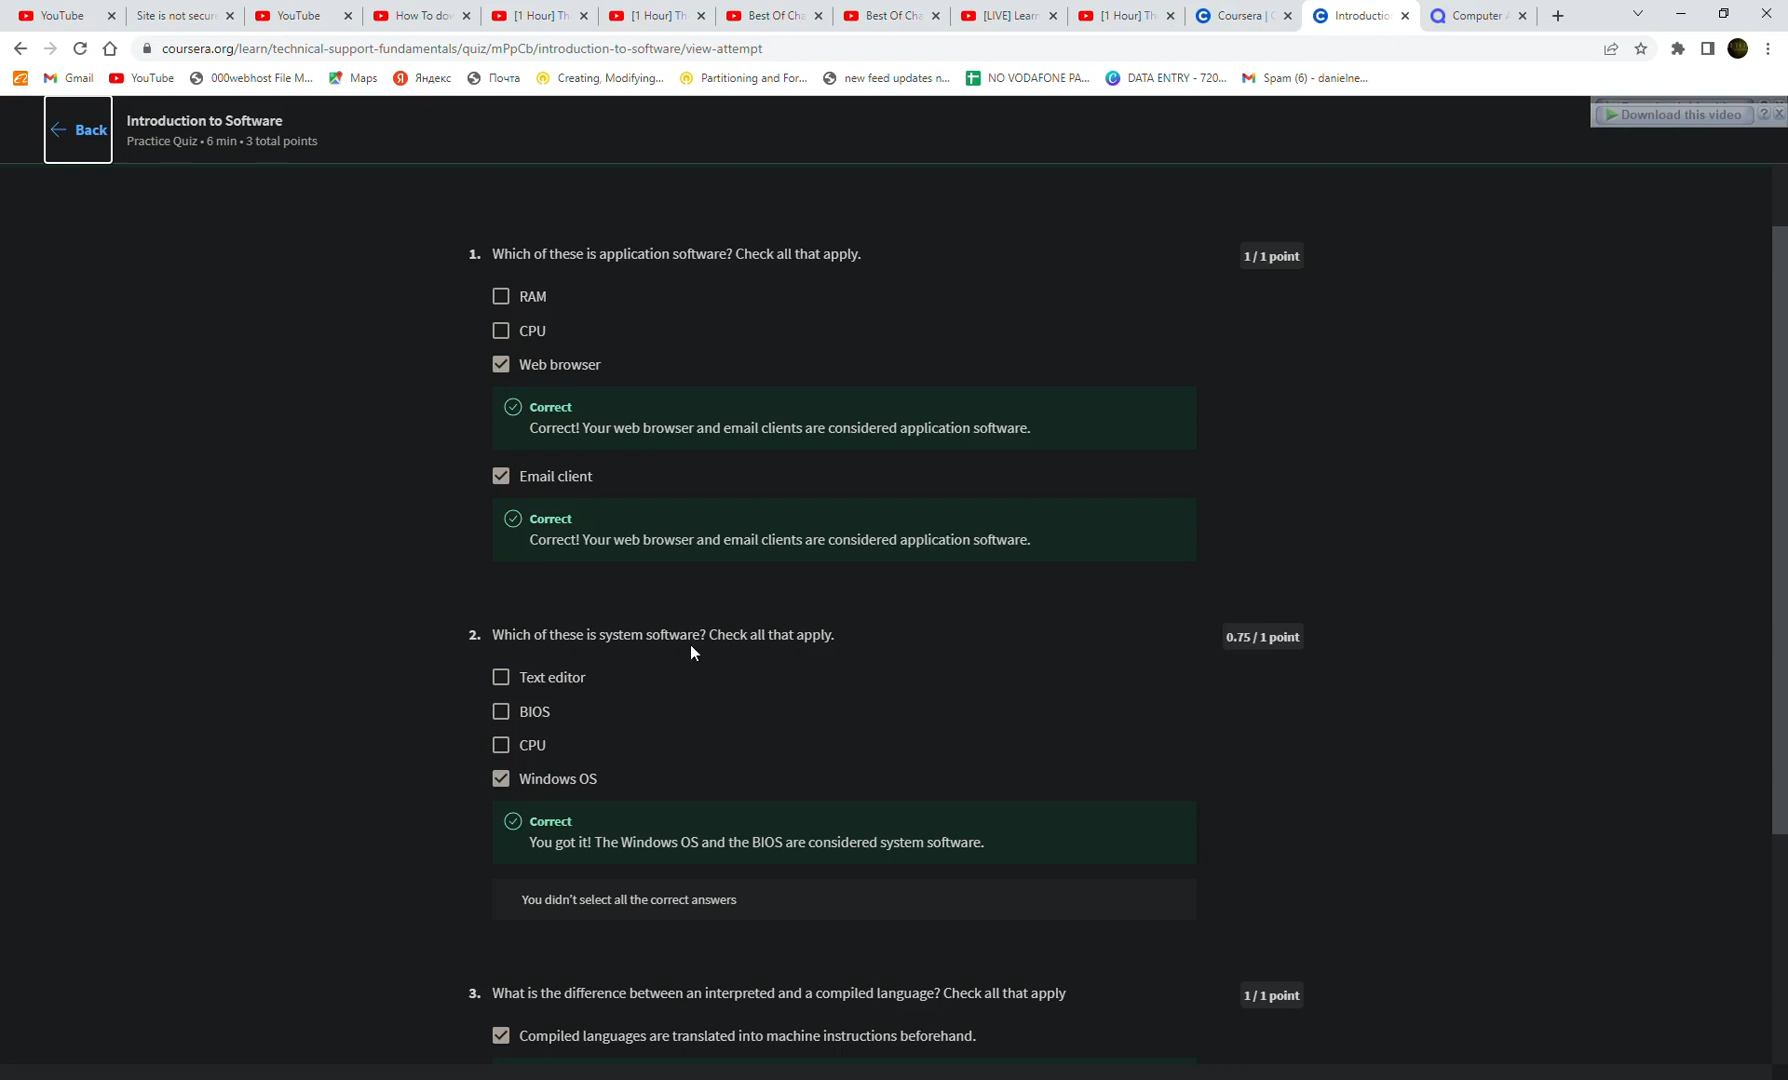 YouTube
Site is not secure
YouTube
How To dow
[1 Hour] Th
[1 Hour] Th
Best Of Cha
Best Of Cha
[LIVE] Learn
[1 Hour] Th
Coursera | C
Introduction
Computer A
coursera.org/learn/technical-support-fundamentals/quiz/mPpCb/introduction-to-software/view-attempt
Gmail
YouTube
000webhost File M...
Maps
Яндекс
Почта
Creating, Modifying...
Partitioning and For...
new feed updates n...
NO VODAFONE PA...
DATA ENTRY - 720...
Spam (6) - danielne...
Back
Introduction to Software
Practice Quiz • 6 min • 3 total points
Download this video ? X
1. Which of these is application software? Check all that apply.
1 / 1 point
RAM
CPU
Web browser
Correct
Correct! Your web browser and email clients are considered application software.
Email client
Correct
Correct! Your web browser and email clients are considered application software.
2. Which of these is system software? Check all that apply.
0.75 / 1 point
Text editor
BIOS
CPU
Windows OS
Correct
You got it! The Windows OS and the BIOS are considered system software.
You didn't select all the correct answers
3. What is the difference between an interpreted and a compiled language? Check all that apply
1 / 1 point
Compiled languages are translated into machine instructions beforehand.